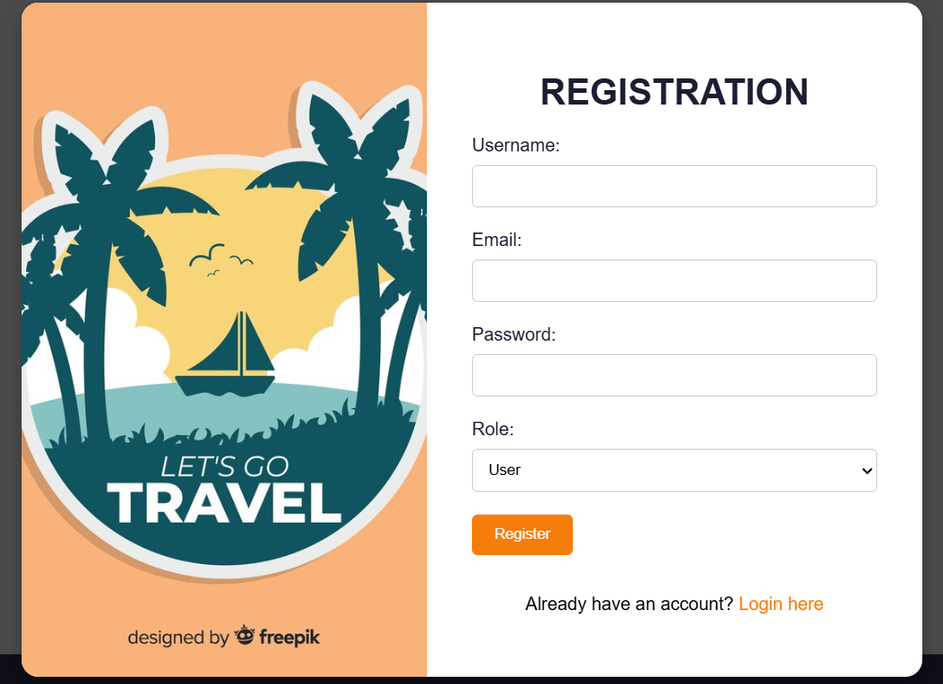 LET'S GO
TRAVEL
designed by freepik
REGISTRATION
Username:
Email:
Password:
Role:
User
Register
Already have an account? Login here